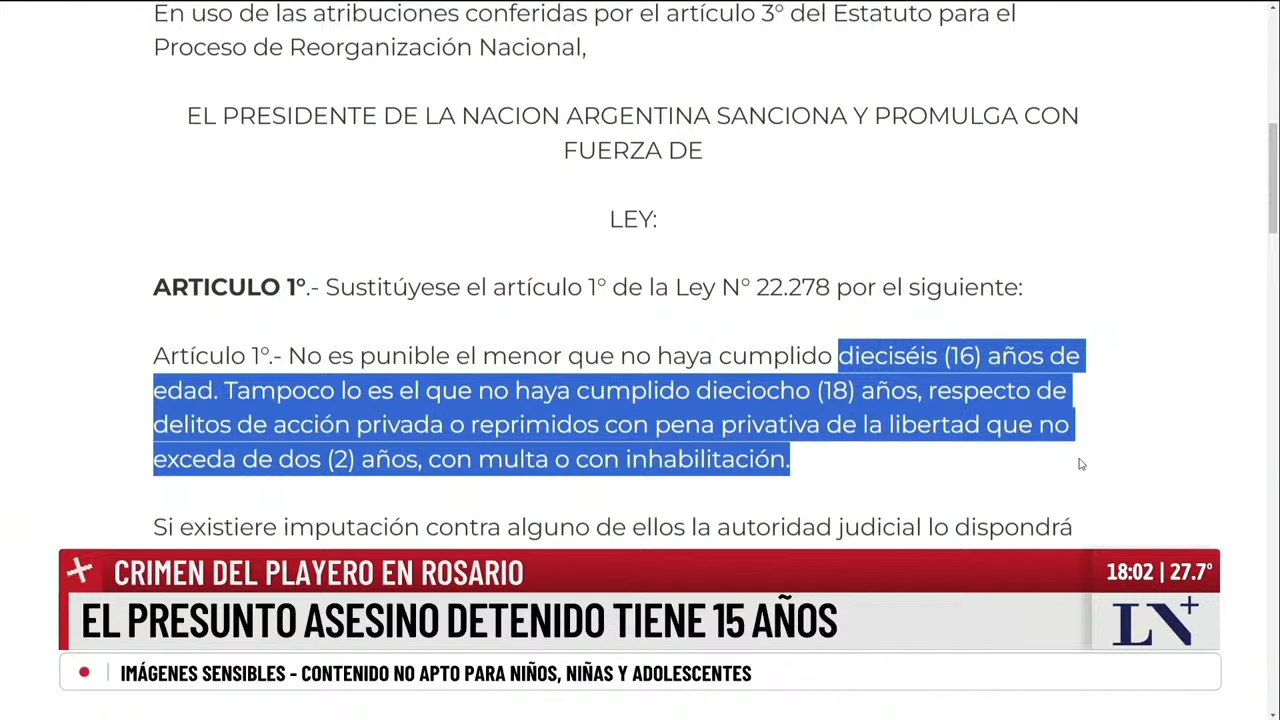 En uso de las atribuciones conferidas por el artículo 3° del Estatuto para el
Proceso de Reorganización Nacional,
EL PRESIDENTE DE LA NACION ARGENTINA SANCIONA Y PROMULGA CON
FUERZA DE
LEY:
ARTICULO 1°.- Sustitúyese el artículo 1° de la Ley N° 22.278 por el siguiente:
Artículo 1°.- No es punible el menor que no haya cumplido dieciséis (16) años de
edad. Tampoco lo es el que no haya cumplido dieciocho (18) años, respecto de
delitos de acción privada o reprimidos con pena privativa de la libertad que no
exceda de dos (2) años, con multa o con inhabilitación.
Si existiere imputación contra alguno de ellos la autoridad judicial lo dispondrá
CRIMEN DEL PLAYERO EN ROSARIO
18:02 | 27.7°
EL PRESUNTO ASESINO DETENIDO TIENE 15 AÑOS
LN+
IMÁGENES SENSIBLES - CONTENIDO NO APTO PARA NIÑOS, NIÑAS Y ADOLESCENTES